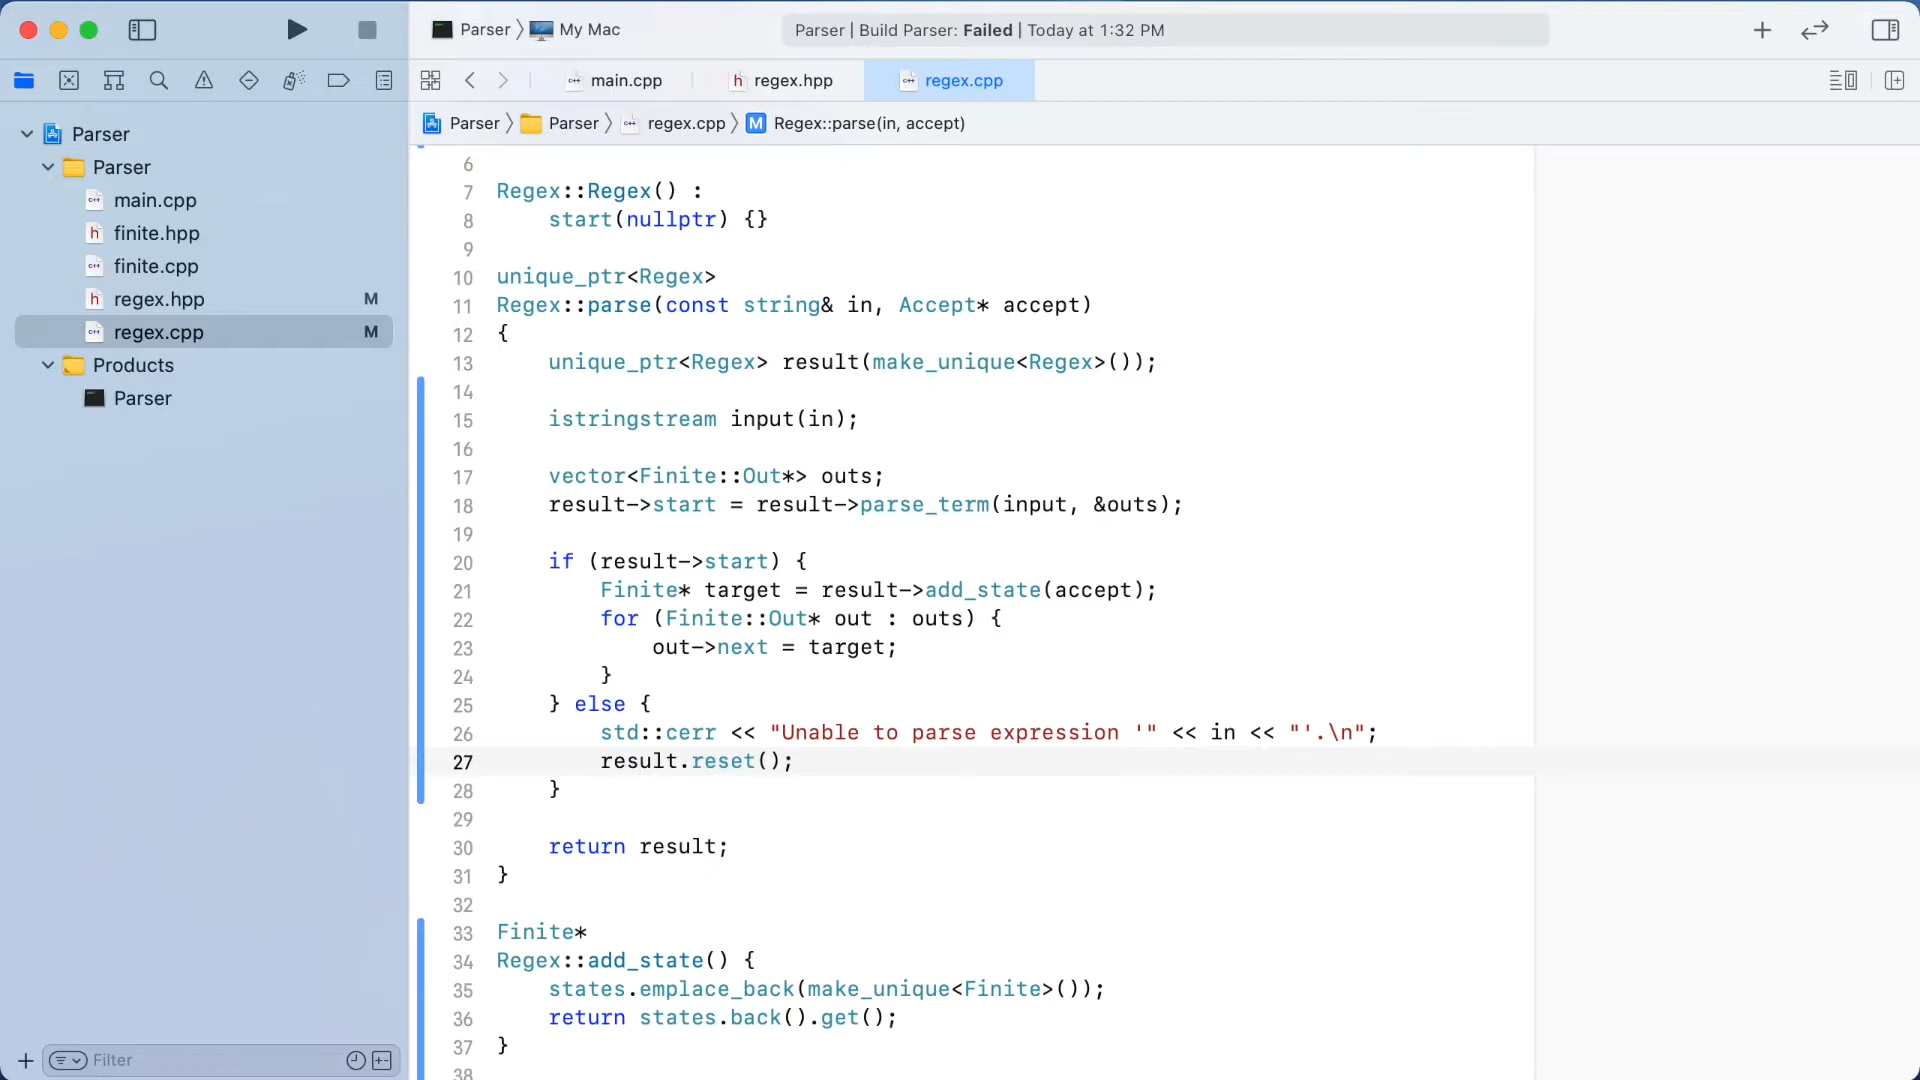 Parser 〉 My Mac
Parser | Build Parser: Failed | Today at 1:32 PM
main.cpp
h regex.hpp
regex.cpp
Parser 〉 Parser 〉 regex.cpp 〉 M Regex::parse(in, accept)
Parser
Parser
main.cpp
h finite.hpp
finite.cpp
h regex.hpp M
regex.cpp M
Products
Parser
Filter
6
7 Regex::Regex() :
8     start(nullptr) {}
9
10 unique_ptr<Regex>
11 Regex::parse(const string& in, Accept* accept)
12 {
13     unique_ptr<Regex> result(make_unique<Regex>());
14
15     istringstream input(in);
16
17     vector<Finite::Out*> outs;
18     result->start = result->parse_term(input, &outs);
19
20     if (result->start) {
21         Finite* target = result->add_state(accept);
22         for (Finite::Out* out : outs) {
23             out->next = target;
24         }
25     } else {
26         std::cerr << "Unable to parse expression '" << in << "'.\n";
27         result.reset();
28     }
29
30     return result;
31 }
32
33 Finite*
34 Regex::add_state() {
35     states.emplace_back(make_unique<Finite>());
36     return states.back().get();
37 }
38